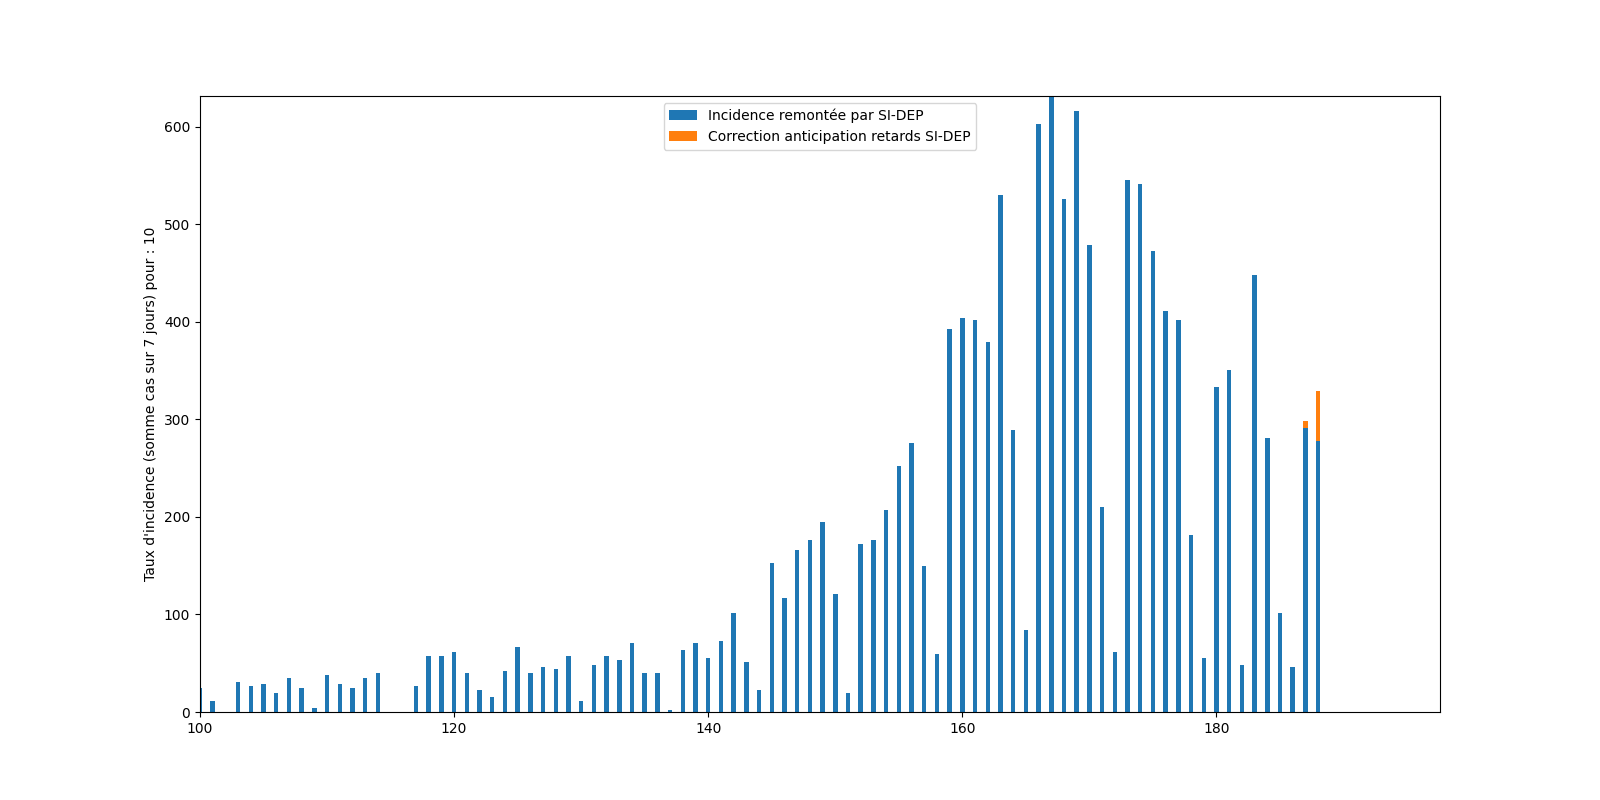 Incidence remontée par SI-DEP
Correction anticipation retards SI-DEP
Taux d'incidence (somme cas sur 7 jours) pour : 10
600
500
400
300
200
100
0
100 120 140 160 180